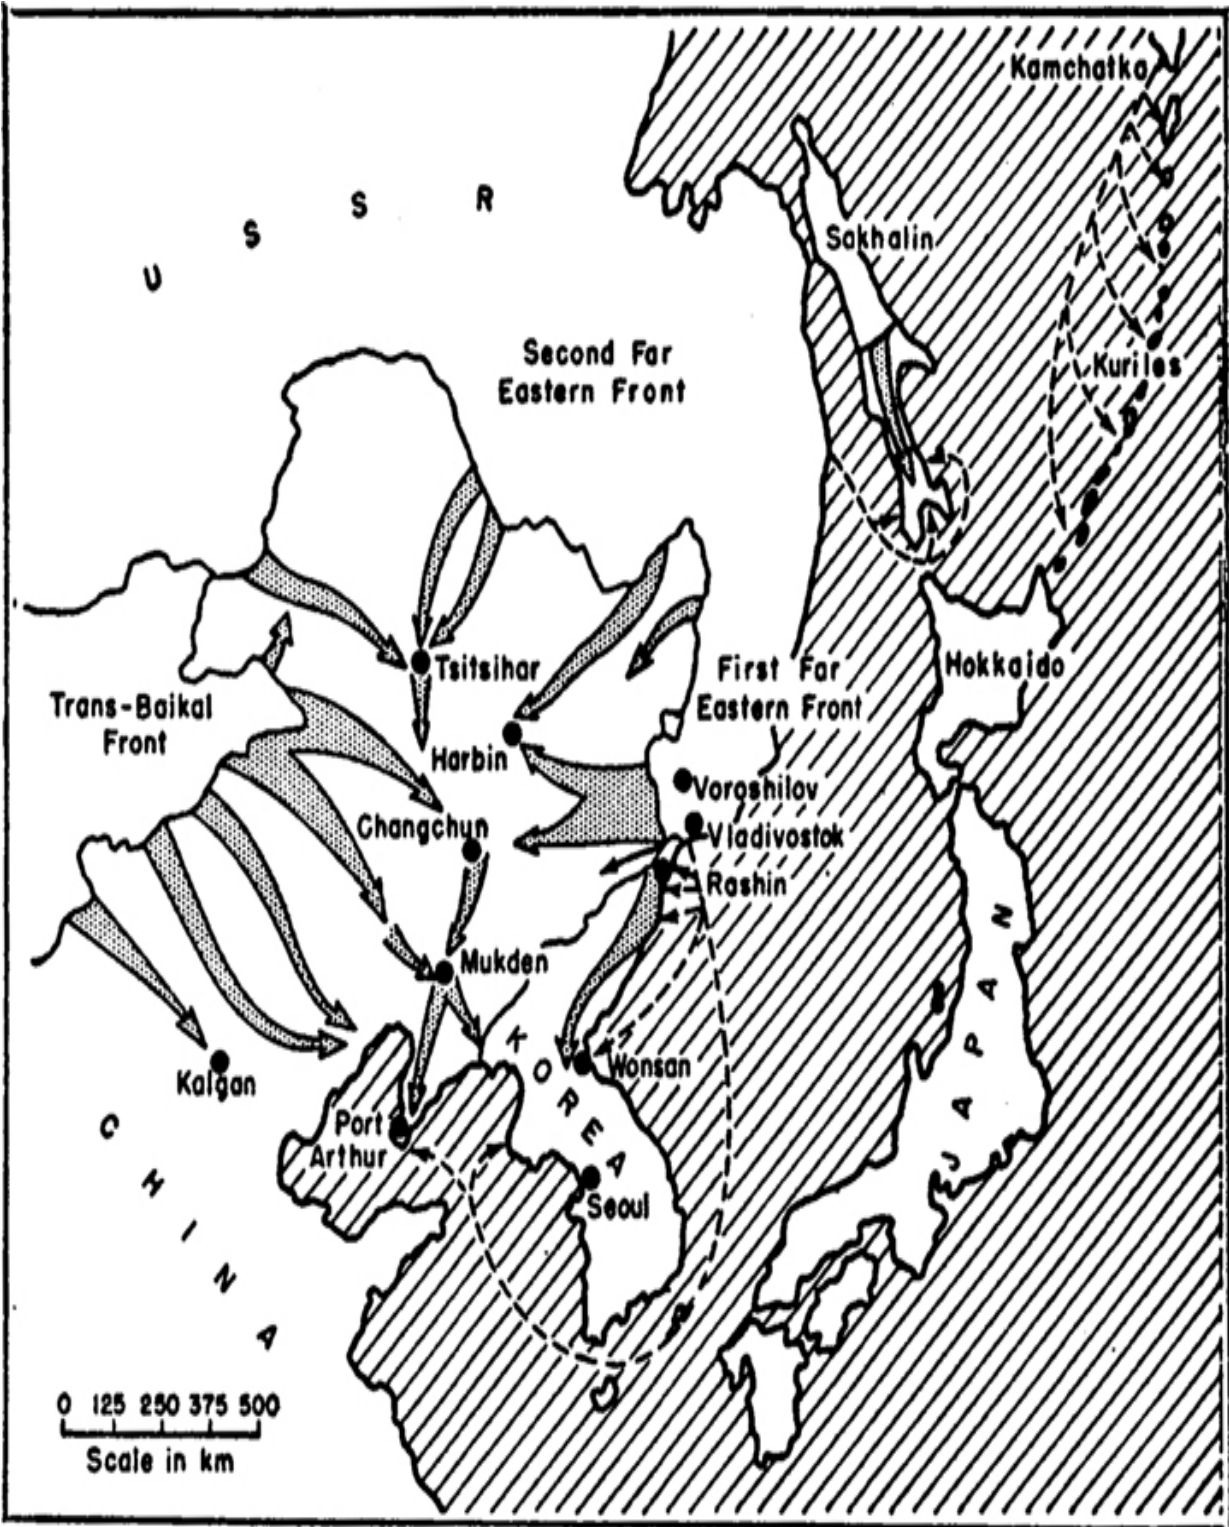 Kamchatka
U S S R
Sakhalin
Second Far
Eastern Front
Kuriles
Tsitsihar
First Far
Eastern Front
Hokkaido
Trans-Baikal
Front
Harbin
Voroshilov
Changchun
Vladivostok
Rashin
Mukden
KOREA
Wonsan
Kalgan
JAPAN
Port
Arthur
CHINA
Seoul
0 125 250 375 500
Scale in km